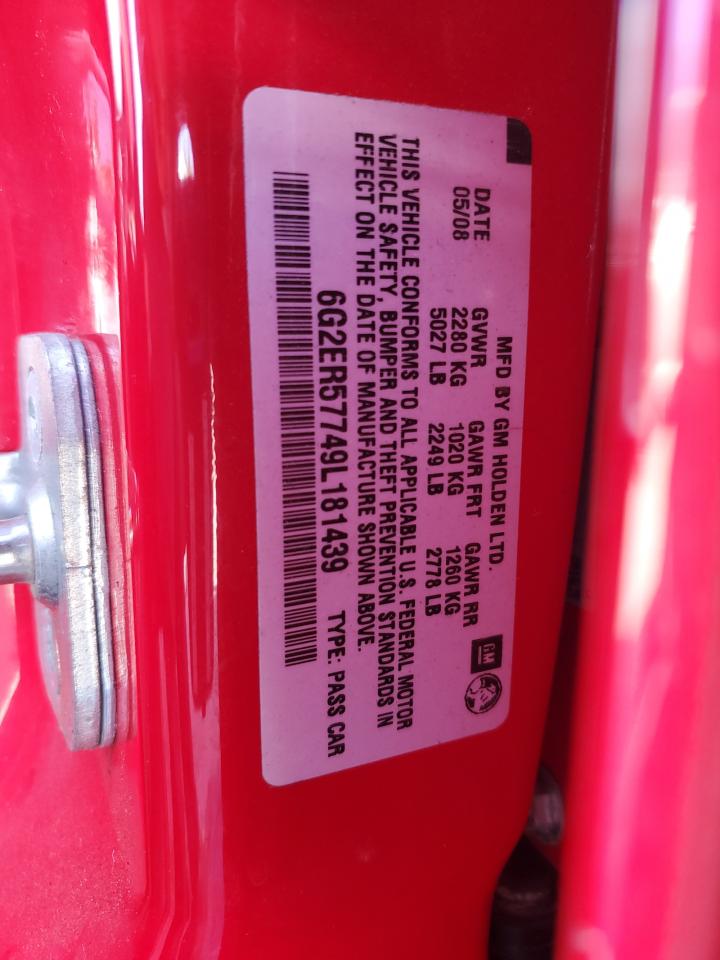 MFD BY GM HOLDEN LTD.
DATE GVWR GAWR FRT GAWR RR
05/08 2280 KG 1020 KG 1260 KG
5027 LB 2249 LB 2778 LB
GM
THIS VEHICLE CONFORMS TO ALL APPLICABLE U.S. FEDERAL MOTOR
VEHICLE SAFETY, BUMPER AND THEFT PREVENTION STANDARDS IN
EFFECT ON THE DATE OF MANUFACTURE SHOWN ABOVE.
6G2ER57749L181439 TYPE: PASS CAR